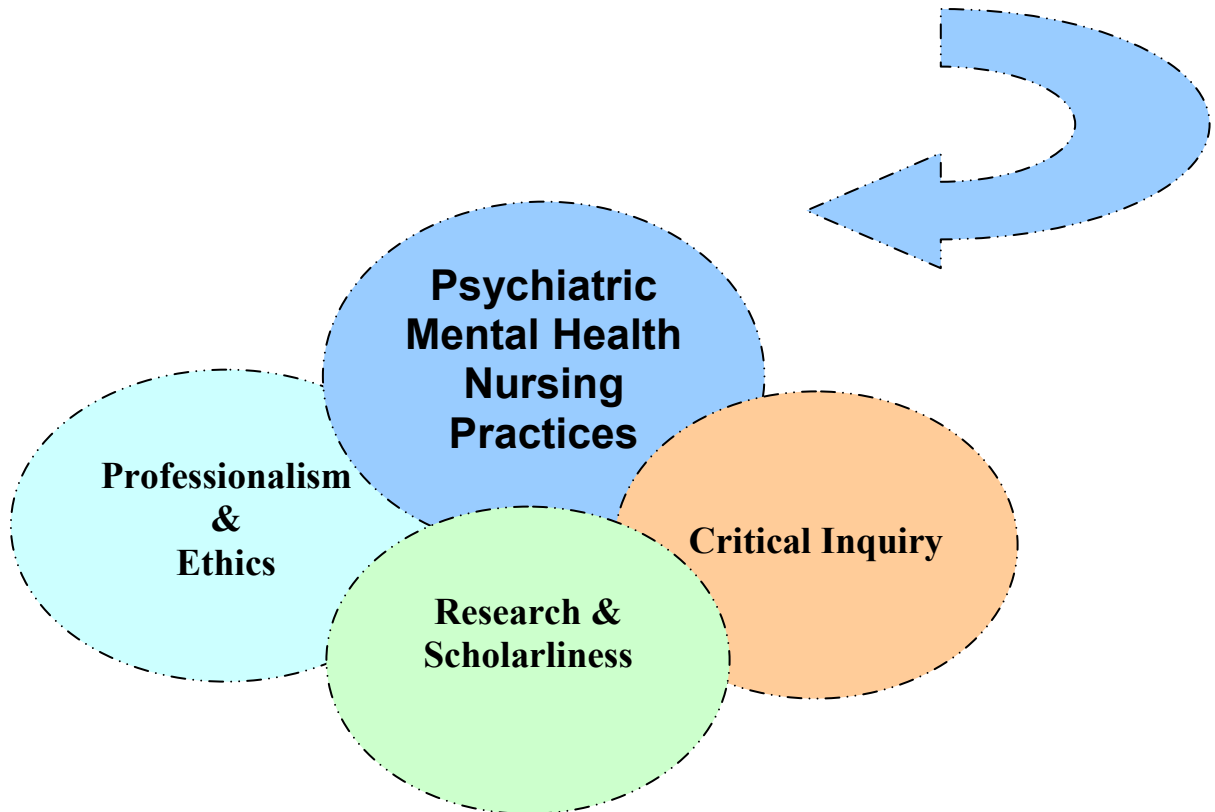 Psychiatric
Mental Health
Nursing
Practices
Professionalism
&
Ethics
Critical Inquiry
Research &
Scholarliness